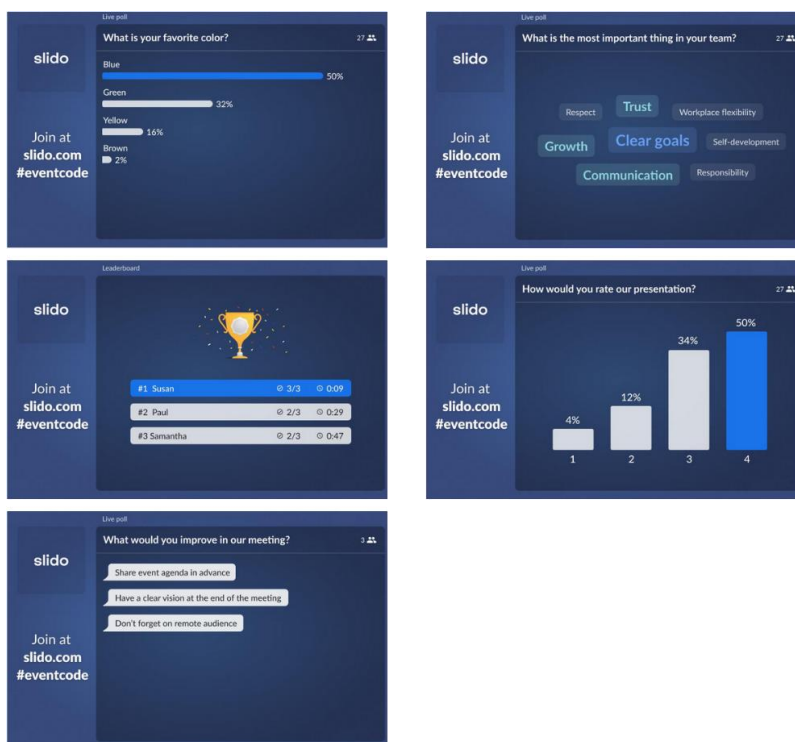 Live poll
What is your favorite color?
27
slido
Join at
slido.com
#eventcode
Blue
50%
Green
32%
Yellow
16%
Brown
2%
Live poll
What is the most important thing in your team?
27
slido
Join at
slido.com
#eventcode
Respect
Trust
Workplace flexibility
Growth
Clear goals
Self-development
Communication
Responsibility
Leaderboard
slido
Join at
slido.com
#eventcode
#1 Susan 3/3 0:09
#2 Paul 2/3 0:29
#3 Samantha 2/3 0:47
Live poll
How would you rate our presentation?
27
slido
Join at
slido.com
#eventcode
4%
12%
34%
50%
1 2 3 4
Live poll
What would you improve in our meeting?
3
slido
Join at
slido.com
#eventcode
Share event agenda in advance
Have a clear vision at the end of the meeting
Don't forget on remote audience